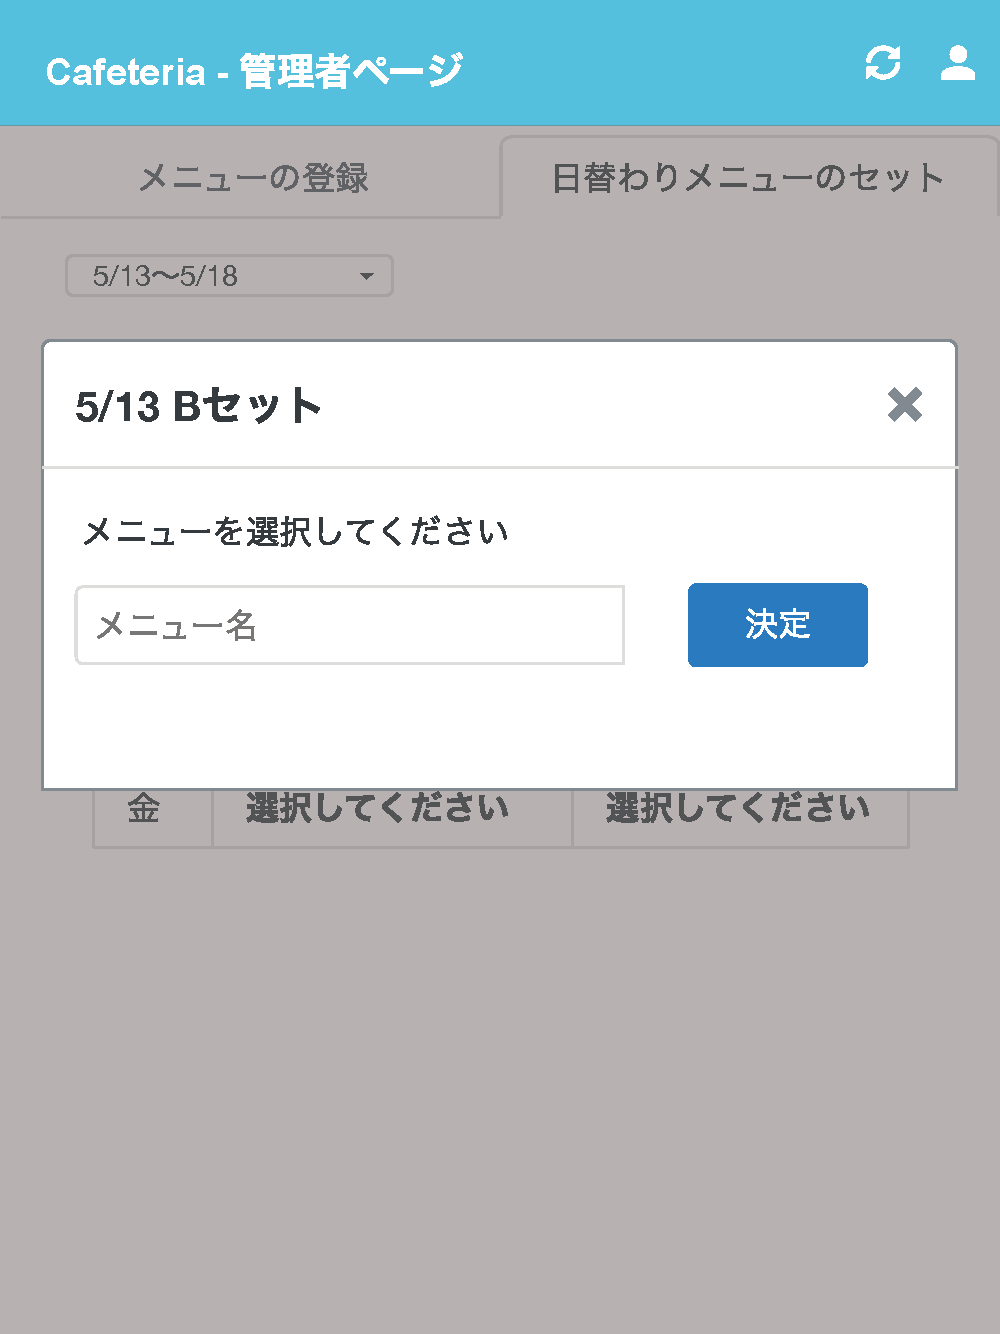 Cafeteria - 管理者ページ
メニューの登録
日替わりメニューのセット
5/13〜5/18
5/13 Bセット
メニューを選択してください
メニュー名
決定
金
選択してください
選択してください